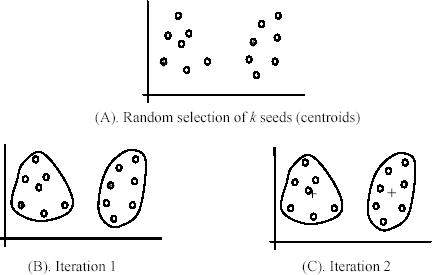 (A). Random selection of k seeds (centroids)
(B). Iteration 1
(C). Iteration 2